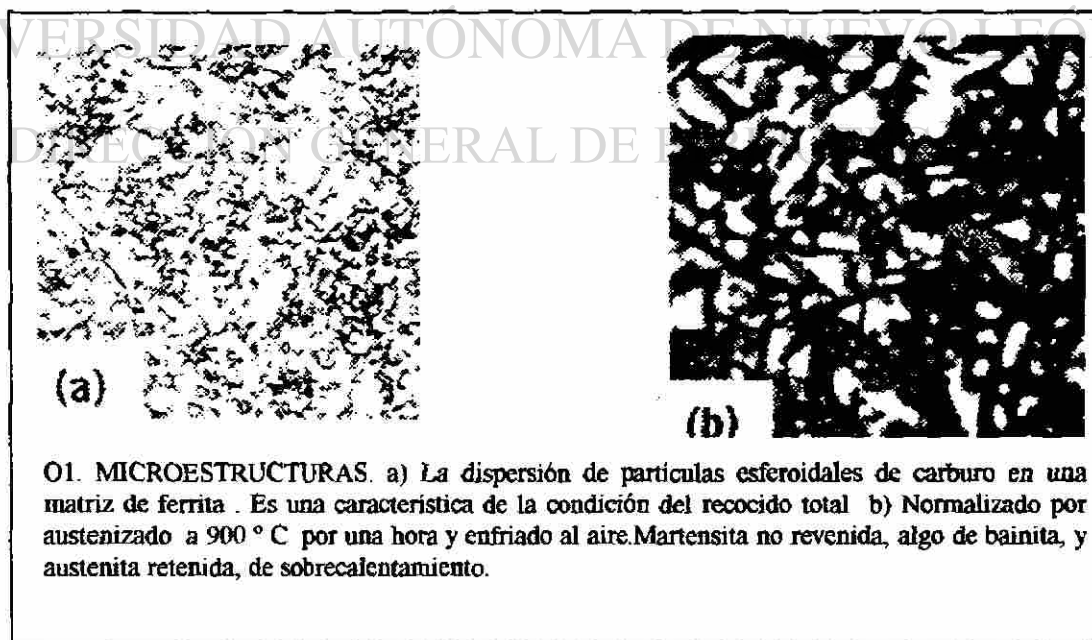 VERSIDAD AUTÓNOMA DE NUEVO LEÓ
DIRECCIÓN GENERAL DE
(a)
(b)
O1. MICROESTRUCTURAS. a) La dispersión de partículas esferoidales de carburo en una
matriz de ferrita . Es una característica de la condición del recocido total b) Normalizado por
austenizado a 900 ° C por una hora y enfriado al aire.Martensita no revenida, algo de bainita, y
austenita retenida, de sobrecalentamiento.